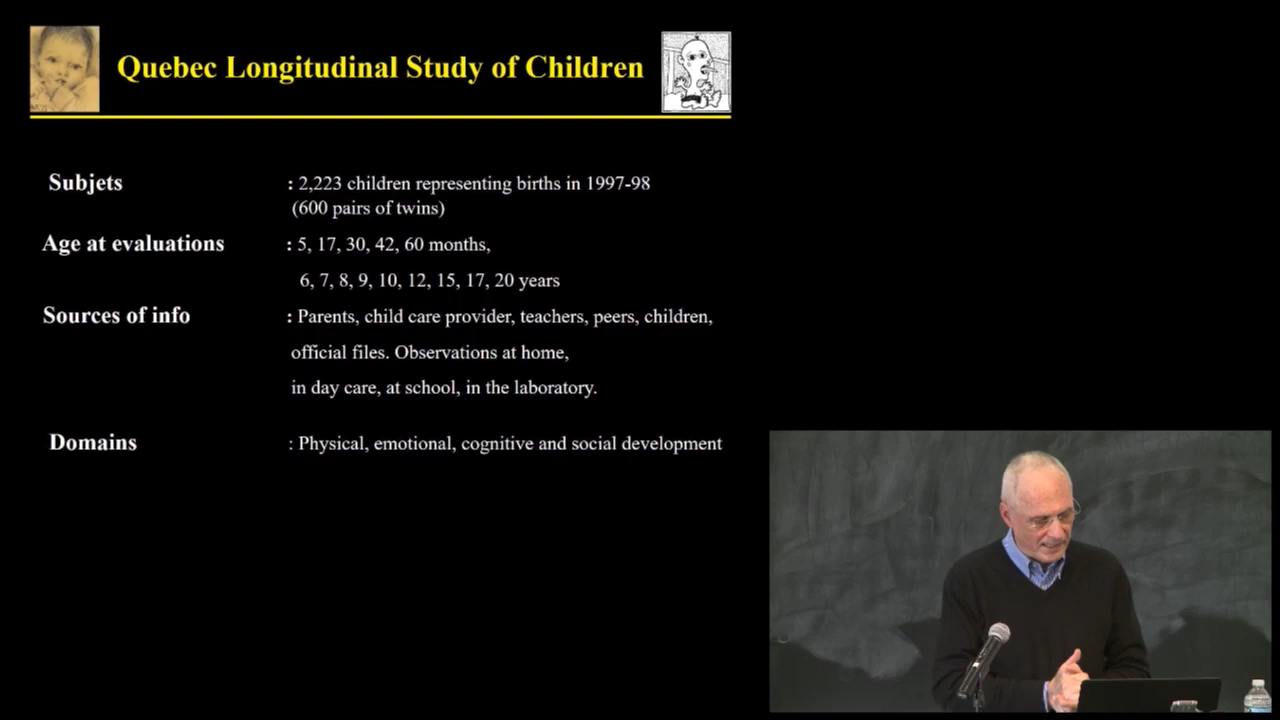 Quebec Longitudinal Study of Children
Subjets : 2,223 children representing births in 1997-98
(600 pairs of twins)
Age at evaluations : 5, 17, 30, 42, 60 months,
6, 7, 8, 9, 10, 12, 15, 17, 20 years
Sources of info : Parents, child care provider, teachers, peers, children,
official files. Observations at home,
in day care, at school, in the laboratory.
Domains : Physical, emotional, cognitive and social development